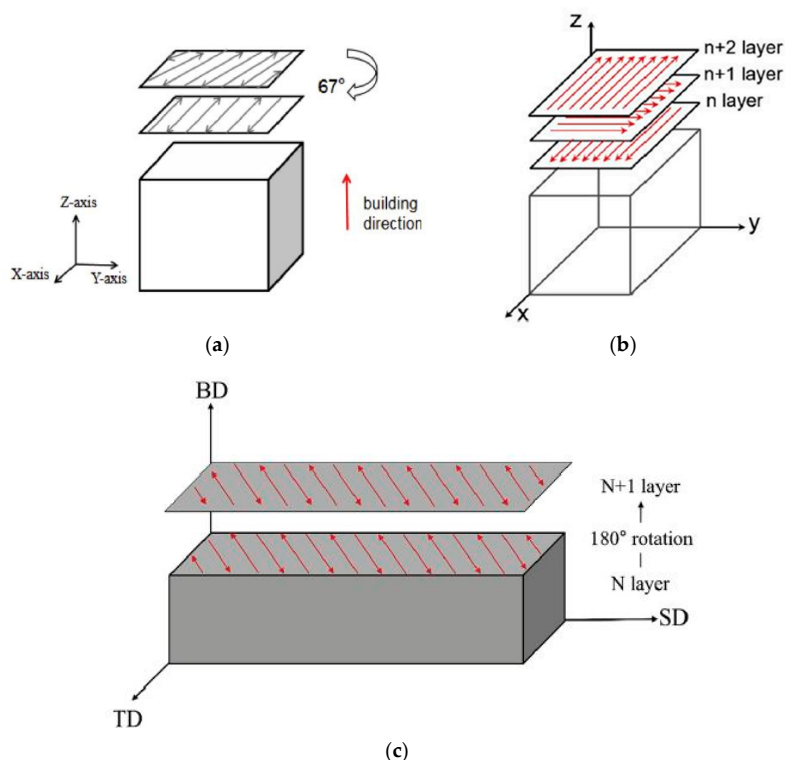 67°
Z-axis
X-axis
Y-axis
building
direction
(a)
z
n+2 layer
n+1 layer
n layer
y
x
(b)
BD
N+1 layer
180° rotation
N layer
SD
TD
(c)